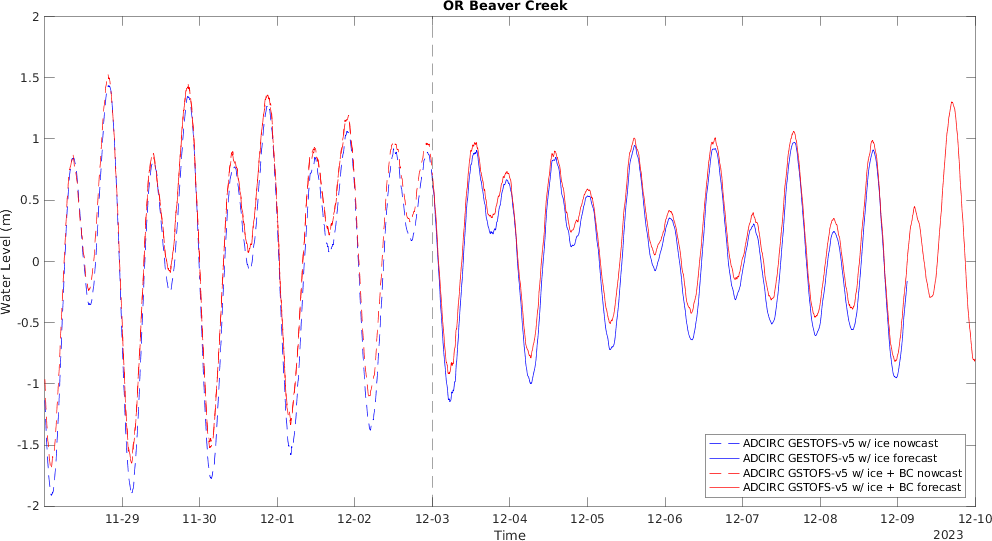 OR Beaver Creek
2
1.5
1
0.5
0
-0.5
-1
-1.5
-2
Water Level (m)
ADCIRC GESTOFS-v5 w/ ice nowcast
ADCIRC GESTOFS-v5 w/ ice forecast
ADCIRC GSTOFS-v5 w/ ice + BC nowcast
ADCIRC GSTOFS-v5 w/ ice + BC forecast
11-29 11-30 12-01 12-02 12-03 12-04 12-05 12-06 12-07 12-08 12-09 12-10
Time
2023